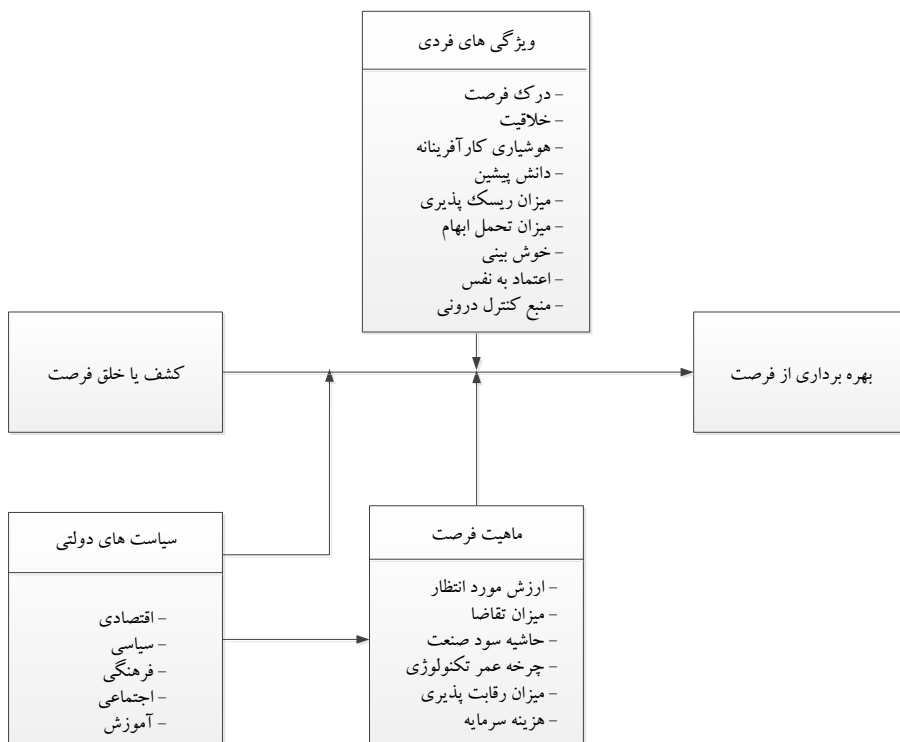 ویژگی های فردی
– درک فرصت
– خلاقیت
– هوشیاری کارآفرینانه
– دانش پیشین
– میزان ریسک پذیری
– میزان تحمل ابهام
– خوش بینی
– اعتماد به نفس
– منبع کنترل درونی
بهره برداری از فرصت
کشف یا خلق فرصت
ماهیت فرصت
– ارزش مورد انتظار
– میزان تقاضا
– حاشیه سود صنعت
– چرخه عمر تکنولوژی
– میزان رقابت پذیری
– هزینه سرمایه
سیاست های دولتی
– اقتصادی
– سیاسی
– فرهنگی
– اجتماعی
– آموزش